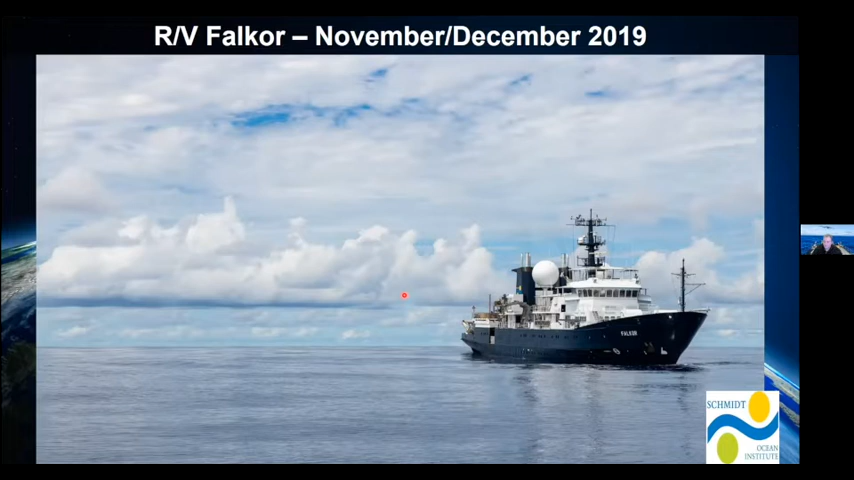 R/V Falkor – November/December 2019
FALKOR
SCHMIDT
OCEAN
INSTITUTE